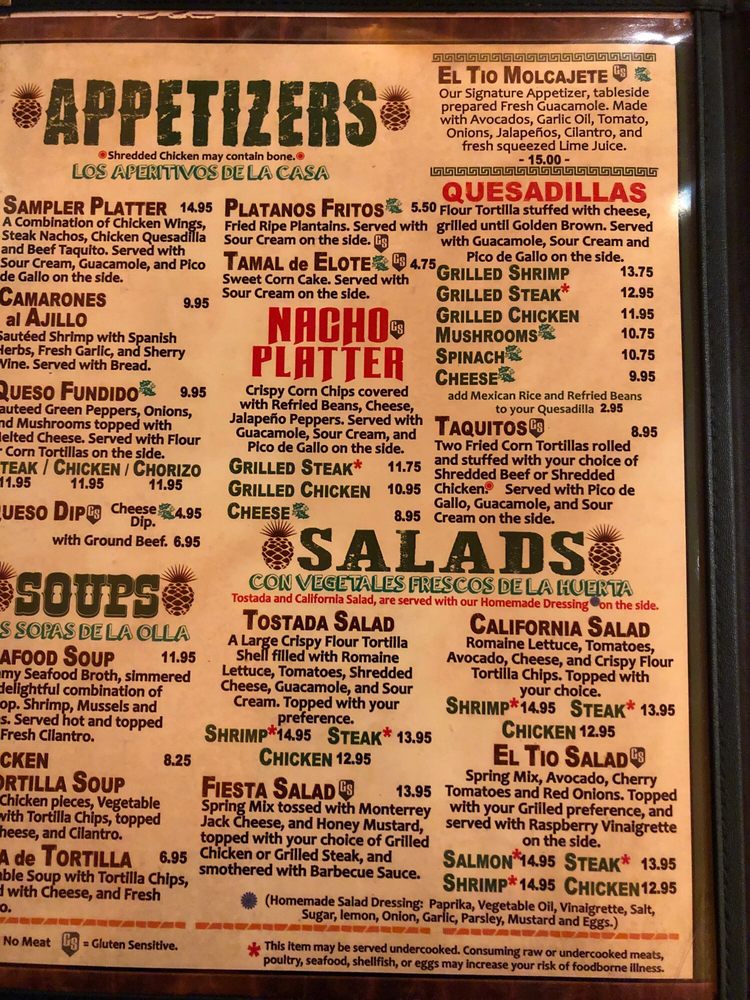 APPETIZERS
Shredded Chicken may contain bone.
LOS APERITIVOS DE LA CASA
SAMPLER PLATTER 14.95
A Combination of Chicken Wings,
Steak Nachos, Chicken Quesadilla
and Beef Taquito. Served with
Sour Cream, Guacamole, and Pico
de Gallo on the side.
CAMARONES 9.95
al AJILLO
Sautéed Shrimp with Spanish
Herbs, Fresh Garlic, and Sherry
Wine. Served with Bread.
QUESO FUNDIDO 9.95
auteed Green Peppers, Onions,
nd Mushrooms topped with
elted Cheese. Served with Flour
r Corn Tortillas on the side.
TEAK / CHICKEN / CHORIZO
11.95 11.95 11.95
UESO DIP GS Cheese 4.95
Dip.
with Ground Beef. 6.95
SOUPS
S SOPAS DE LA OLLA
AFOOD SOUP 11.95
my Seafood Broth, simmered
delightful combination of
op. Shrimp, Mussels and
s. Served hot and topped
Fresh Cilantro.
CKEN 8.25
ORTILLA SOUP
Chicken pieces, Vegetable
with Tortilla Chips, topped
heese, and Cilantro.
A de TORTILLA 6.95
able Soup with Tortilla Chips,
d with Cheese, and Fresh
o.
No Meat GS = Gluten Sensitive.
PLATANOS FRITOS 5.50
Fried Ripe Plantains. Served with
Sour Cream on the side. GS
TAMAL de ELOTE GS 4.75
Sweet Corn Cake. Served with
Sour Cream on the side.
NACHO GS
PLATTER
Crispy Corn Chips covered
with Refried Beans, Cheese,
Jalapeño Peppers. Served with
Guacamole, Sour Cream, and
Pico de Gallo on the side.
GRILLED STEAK* 11.75
GRILLED CHICKEN 10.95
CHEESE 8.95
EL TIO MOLCAJETE GS
Our Signature Appetizer, tableside
prepared Fresh Guacamole. Made
with Avocados, Garlic Oil, Tomato,
Onions, Jalapeños, Cilantro, and
fresh squeezed Lime Juice.
- 15.00 -
QUESADILLAS
Flour Tortilla stuffed with cheese,
grilled until Golden Brown. Served
with Guacamole, Sour Cream and
Pico de Gallo on the side.
GRILLED SHRIMP 13.75
GRILLED STEAK* 12.95
GRILLED CHICKEN 11.95
MUSHROOMS 10.75
SPINACH 10.75
CHEESE 9.95
add Mexican Rice and Refried Beans
to your Quesadilla 2.95
TAQUITOS GS 8.95
Two Fried Corn Tortillas rolled
and stuffed with your choice of
Shredded Beef or Shredded
Chicken. Served with Pico de
Gallo, Guacamole, and Sour
Cream on the side.
SALADS
CON VEGETALES FRESCOS DE LA HUERTA
Tostada and California Salad, are served with our Homemade Dressing on the side.
TOSTADA SALAD
A Large Crispy Flour Tortilla
Shell filled with Romaine
Lettuce, Tomatoes, Shredded
Cheese, Guacamole, and Sour
Cream. Topped with your
preference.
SHRIMP* 14.95 STEAK* 13.95
CHICKEN 12.95
FIESTA SALAD GS 13.95
Spring Mix tossed with Monterrey
Jack Cheese, and Honey Mustard,
topped with your choice of Grilled
Chicken or Grilled Steak, and
smothered with Barbecue Sauce.
CALIFORNIA SALAD
Romaine Lettuce, Tomatoes,
Avocado, Cheese, and Crispy Flour
Tortilla Chips. Topped with
your choice.
SHRIMP* 14.95 STEAK* 13.95
CHICKEN 12.95
EL TIO SALAD GS
Spring Mix, Avocado, Cherry
Tomatoes and Red Onions. Topped
with your Grilled preference, and
served with Raspberry Vinaigrette
on the side.
SALMON* 14.95 STEAK* 13.95
SHRIMP* 14.95 CHICKEN 12.95
(Homemade Salad Dressing: Paprika, Vegetable Oil, Vinaigrette, Salt,
Sugar, lemon, Onion, Garlic, Parsley, Mustard and Eggs.)
* This item may be served undercooked. Consuming raw or undercooked meats,
poultry, seafood, shellfish, or eggs may increase your risk of foodborne illness.